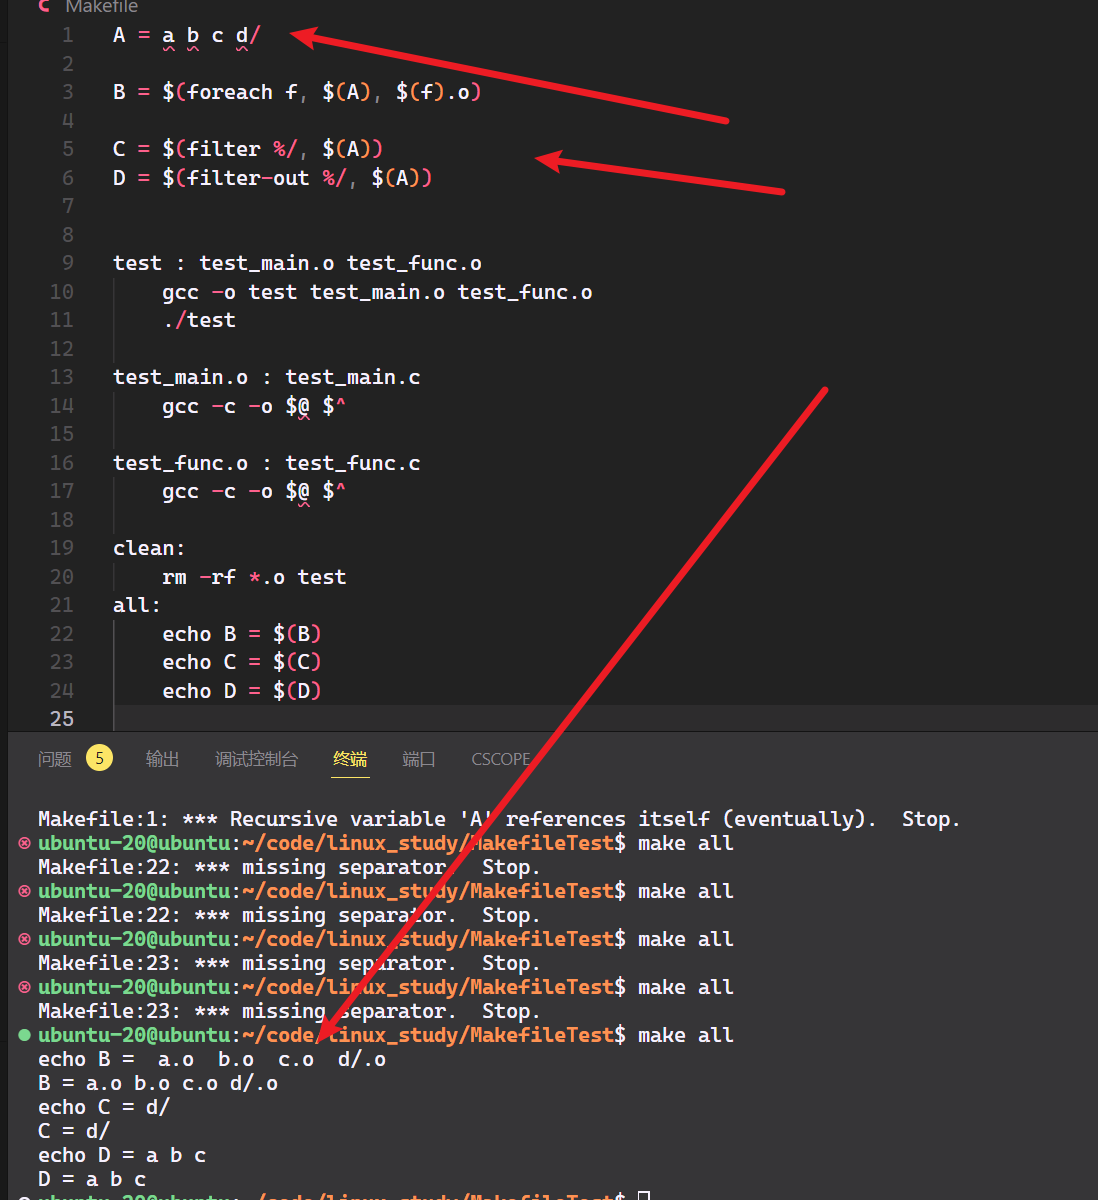 Makefile
1 A = a b c d/
2
3 B = $(foreach f, $(A), $(f).o)
4
5 C = $(filter %/, $(A))
6 D = $(filter-out %/, $(A))
7
8
9 test : test_main.o test_func.o
10 gcc -o test test_main.o test_func.o
11 ./test
12
13 test_main.o : test_main.c
14 gcc -c -o $@ $^
15
16 test_func.o : test_func.c
17 gcc -c -o $@ $^
18
19 clean:
20 rm -rf *.o test
21 all:
22 echo B = $(B)
23 echo C = $(C)
24 echo D = $(D)
25
问题 5 输出 调试控制台 终端 端口 CSCOPE
Makefile:1: *** Recursive variable 'A' references itself (eventually).  Stop.
ubuntu-20@ubuntu:~/code/linux_study/MakefileTest$ make all
Makefile:22: *** missing separator.  Stop.
ubuntu-20@ubuntu:~/code/linux_study/MakefileTest$ make all
Makefile:22: *** missing separator.  Stop.
ubuntu-20@ubuntu:~/code/linux_study/MakefileTest$ make all
Makefile:23: *** missing separator.  Stop.
ubuntu-20@ubuntu:~/code/linux_study/MakefileTest$ make all
Makefile:23: *** missing separator.  Stop.
ubuntu-20@ubuntu:~/code/linux_study/MakefileTest$ make all
echo B =  a.o  b.o  c.o  d/.o
B = a.o b.o c.o d/.o
echo C = d/
C = d/
echo D = a b c
D = a b c
ubuntu-20@ubuntu:~/code/linux_study/MakefileTest$